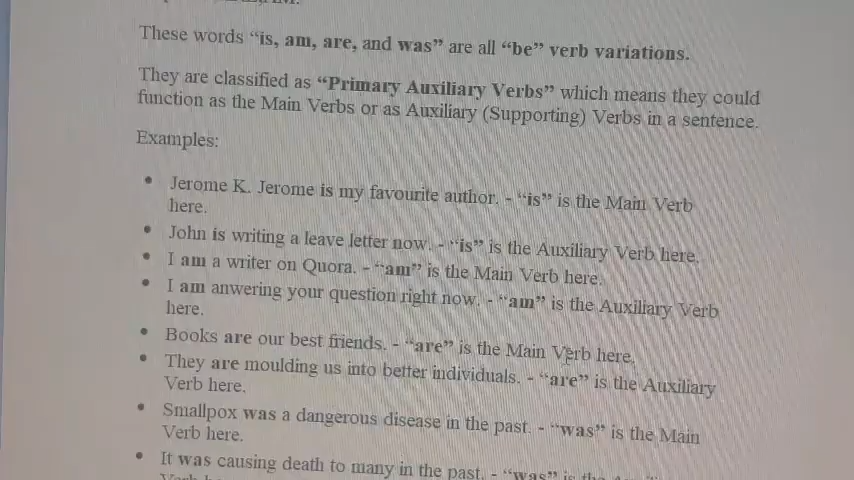 These words “is, am, are, and was” are all “be” verb variations.
They are classified as “Primary Auxiliary Verbs” which means they could
function as the Main Verbs or as Auxiliary (Supporting) Verbs in a sentence.
Examples:
• Jerome K. Jerome is my favourite author. - “is” is the Main Verb
here.
• John is writing a leave letter now. - “is” is the Auxiliary Verb here.
• I am a writer on Quora. - “am” is the Main Verb here.
• I am anwering your question right now. - “am” is the Auxiliary Verb
here.
• Books are our best friends. - “are” is the Main Verb here.
• They are moulding us into better individuals. - “are” is the Auxiliary
Verb here.
• Smallpox was a dangerous disease in the past. - “was” is the Main
Verb here.
• It was causing death to many in the past. - “was” is the